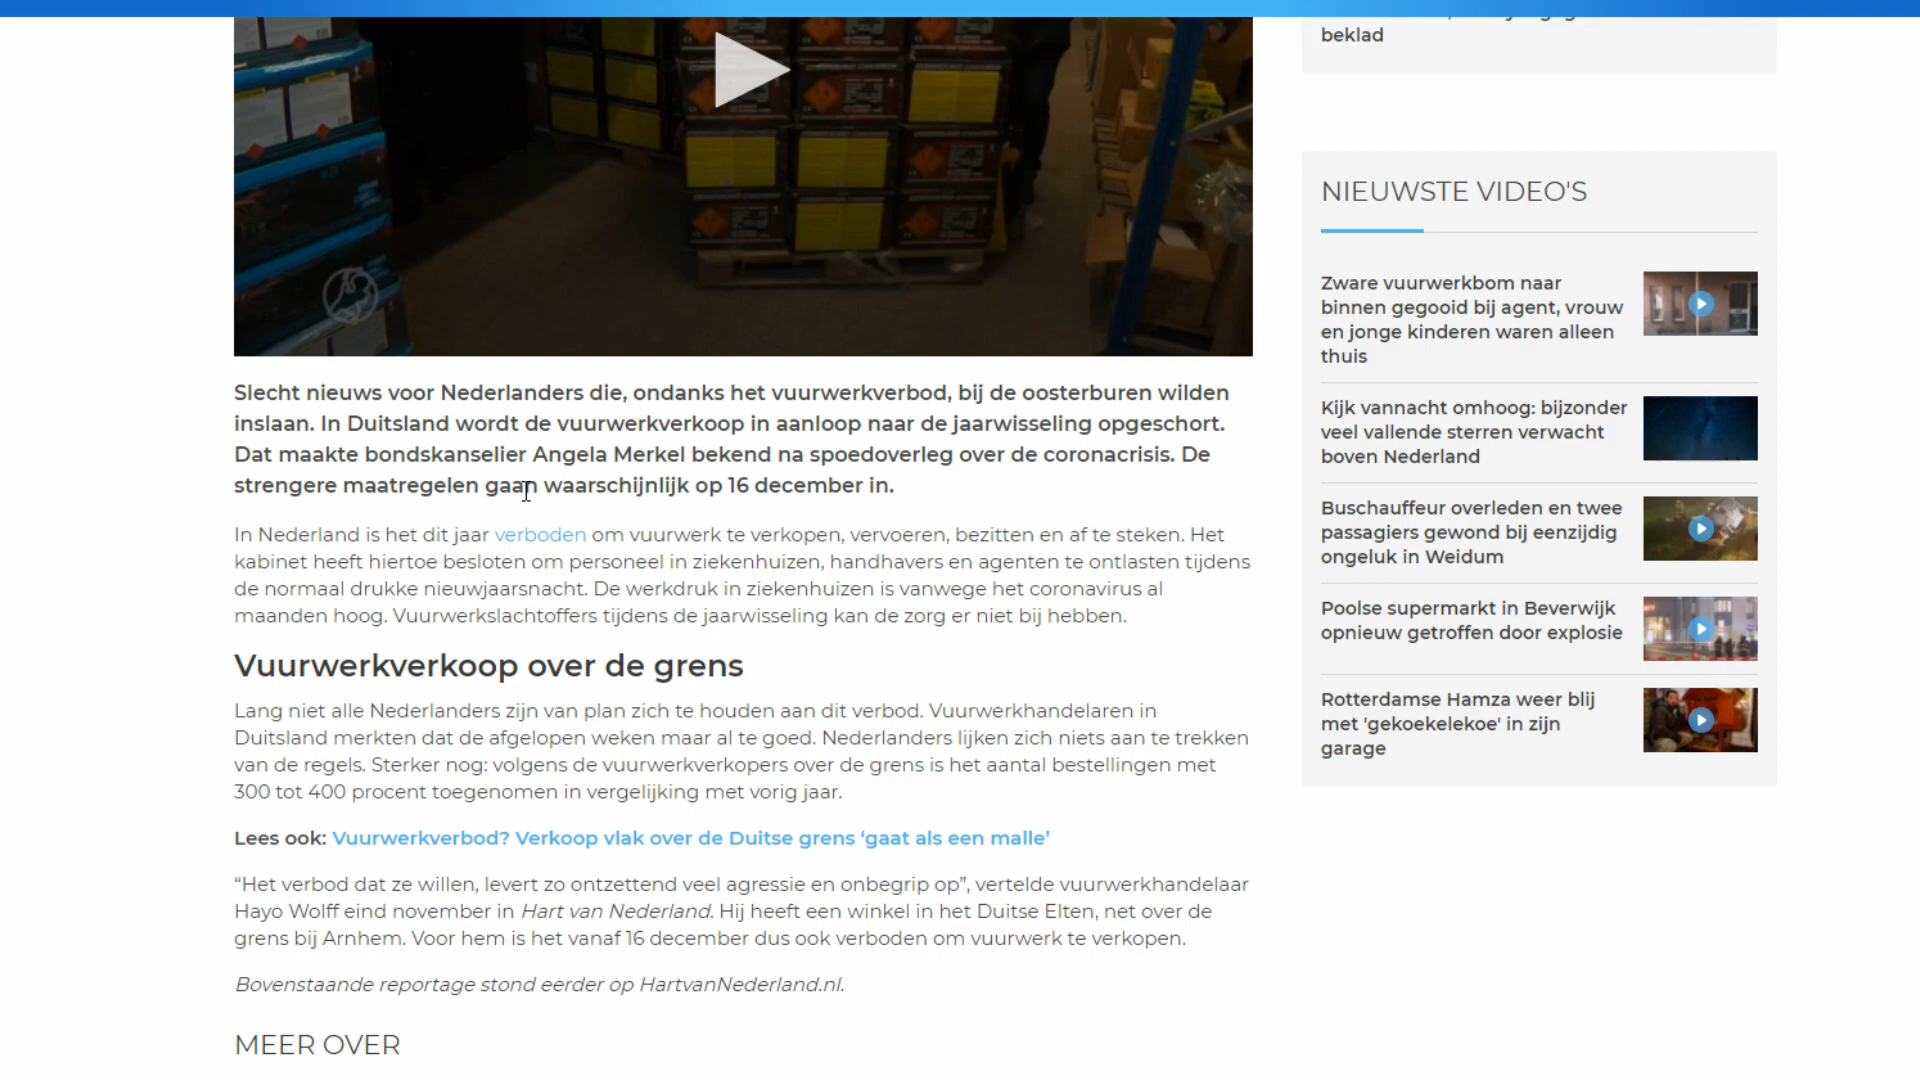 beklad
NIEUWSTE VIDEO'S
Zware vuurwerkbom naar
binnen gegooid bij agent, vrouw
en jonge kinderen waren alleen
thuis
Kijk vannacht omhoog: bijzonder
veel vallende sterren verwacht
boven Nederland
Buschauffeur overleden en twee
passagiers gewond bij eenzijdig
ongeluk in Weidum
Poolse supermarkt in Beverwijk
opnieuw getroffen door explosie
Rotterdamse Hamza weer blij
met 'gekoekelekoe' in zijn
garage
Slecht nieuws voor Nederlanders die, ondanks het vuurwerkverbod, bij de oosterburen wilden
inslaan. In Duitsland wordt de vuurwerkverkoop in aanloop naar de jaarwisseling opgeschort.
Dat maakte bondskanselier Angela Merkel bekend na spoedoverleg over de coronacrisis. De
strengere maatregelen gaan waarschijnlijk op 16 december in.
In Nederland is het dit jaar verboden om vuurwerk te verkopen, vervoeren, bezitten en af te steken. Het
kabinet heeft hiertoe besloten om personeel in ziekenhuizen, handhavers en agenten te ontlasten tijdens
de normaal drukke nieuwjaarsnacht. De werkdruk in ziekenhuizen is vanwege het coronavirus al
maanden hoog. Vuurwerkslachtoffers tijdens de jaarwisseling kan de zorg er niet bij hebben.
Vuurwerkverkoop over de grens
Lang niet alle Nederlanders zijn van plan zich te houden aan dit verbod. Vuurwerkhandelaren in
Duitsland merkten dat de afgelopen weken maar al te goed. Nederlanders lijken zich niets aan te trekken
van de regels. Sterker nog: volgens de vuurwerkverkopers over de grens is het aantal bestellingen met
300 tot 400 procent toegenomen in vergelijking met vorig jaar.
Lees ook: Vuurwerkverbod? Verkoop vlak over de Duitse grens ‘gaat als een malle’
“Het verbod dat ze willen, levert zo ontzettend veel agressie en onbegrip op”, vertelde vuurwerkhandelaar
Hayo Wolff eind november in Hart van Nederland. Hij heeft een winkel in het Duitse Elten, net over de
grens bij Arnhem. Voor hem is het vanaf 16 december dus ook verboden om vuurwerk te verkopen.
Bovenstaande reportage stond eerder op HartvanNederland.nl.
MEER OVER